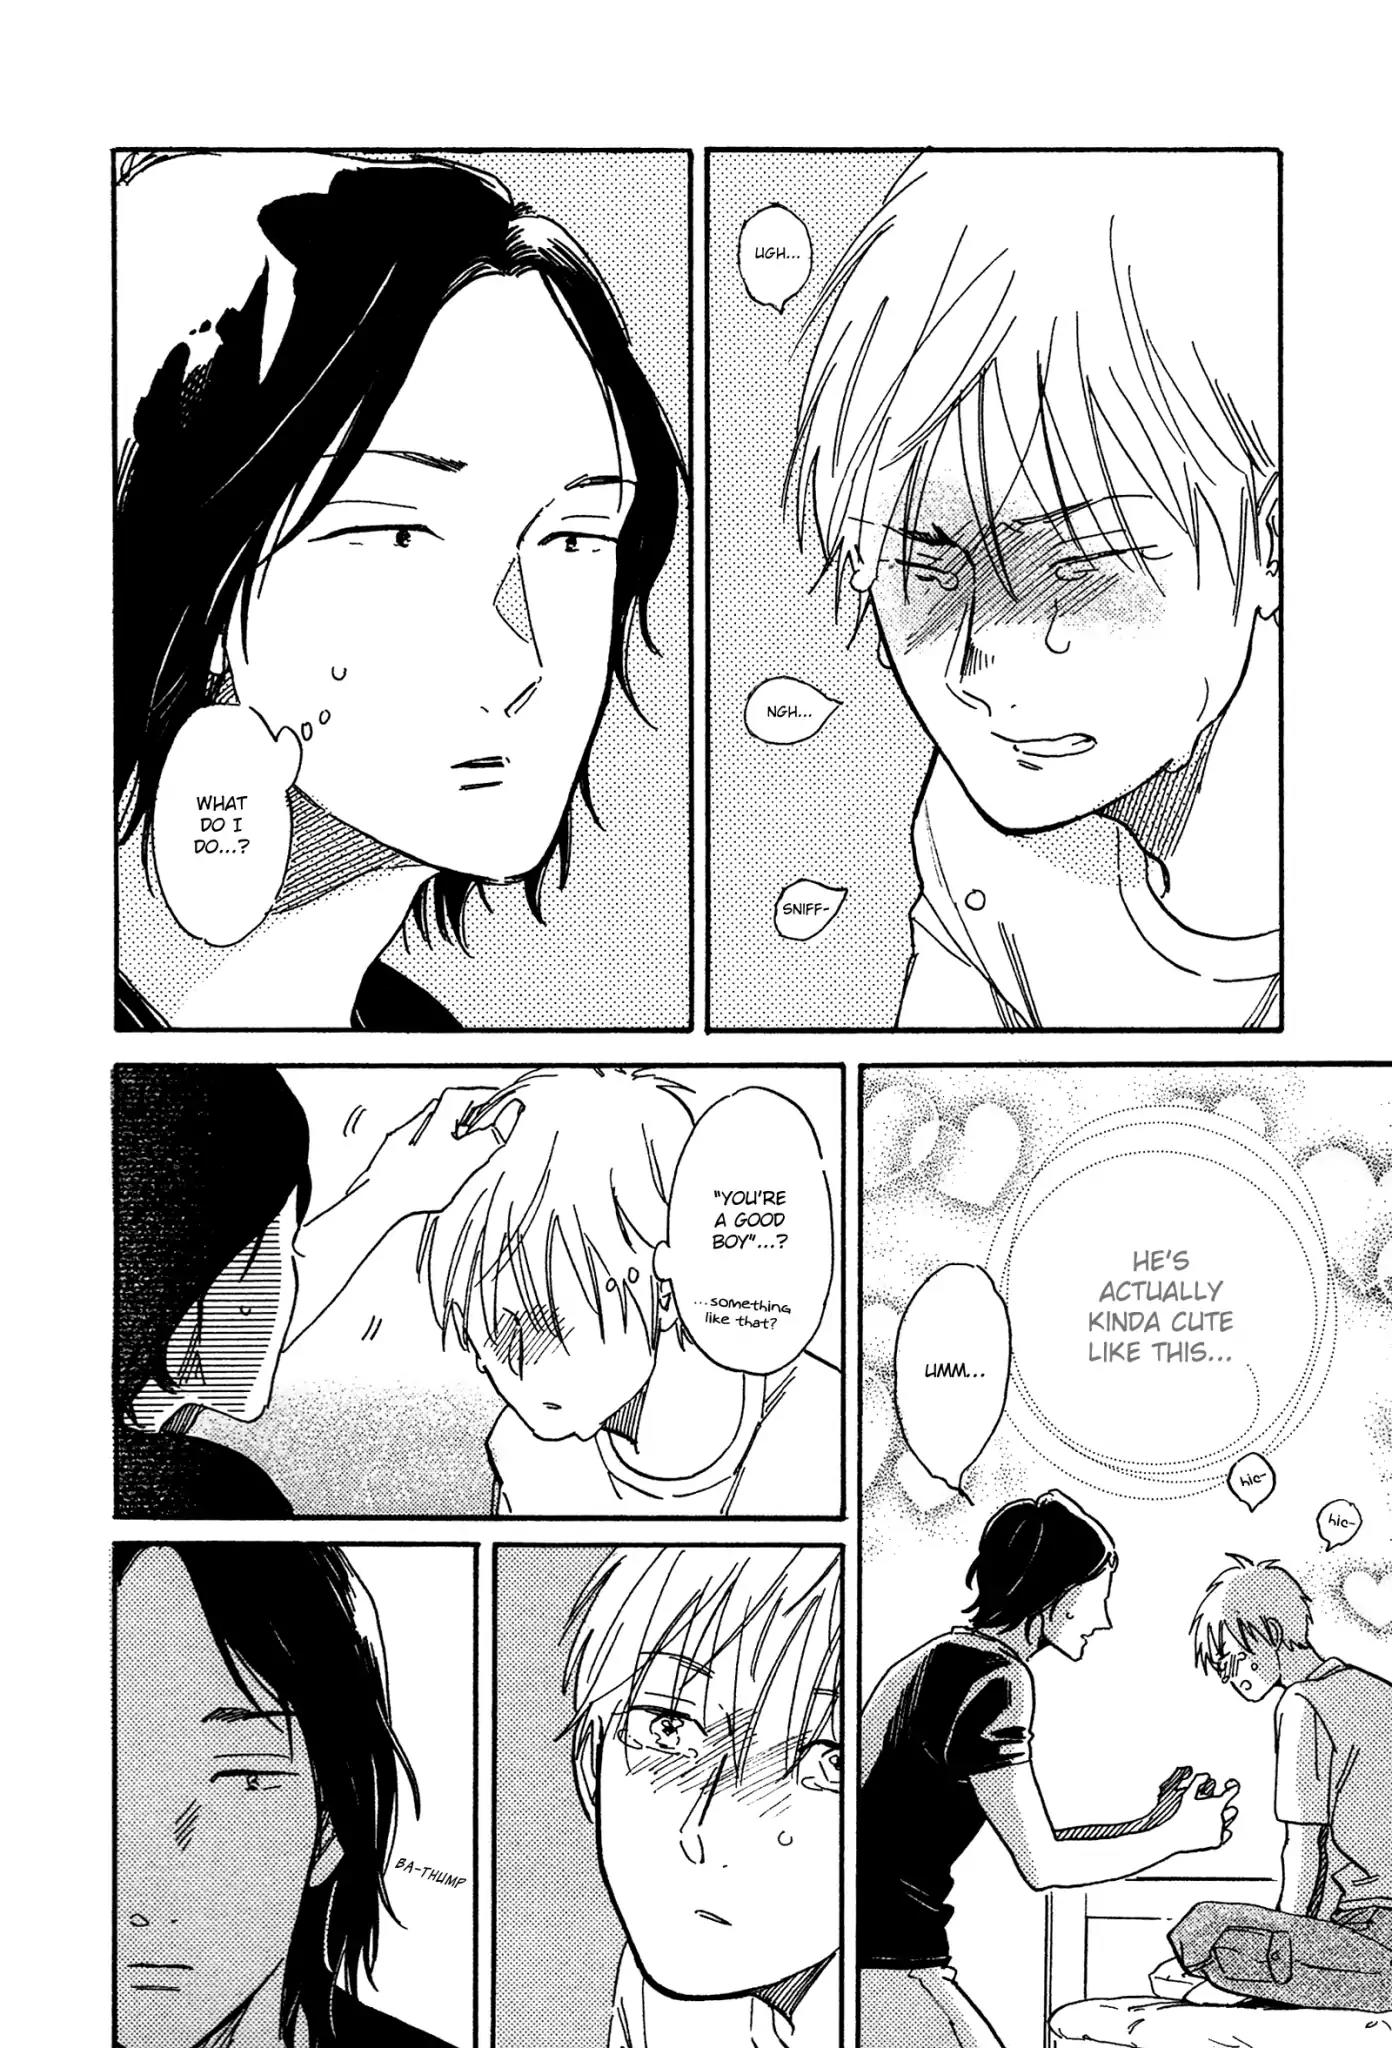 UGH...
NGH...
SNIFF-
WHAT
DO I
DO...?
HE'S
ACTUALLY
KINDA CUTE
LIKE THIS...
UMM...
hic-
hic-
"YOU'RE
A GOOD
BOY"...?
...something
like that?
BA-THUMP